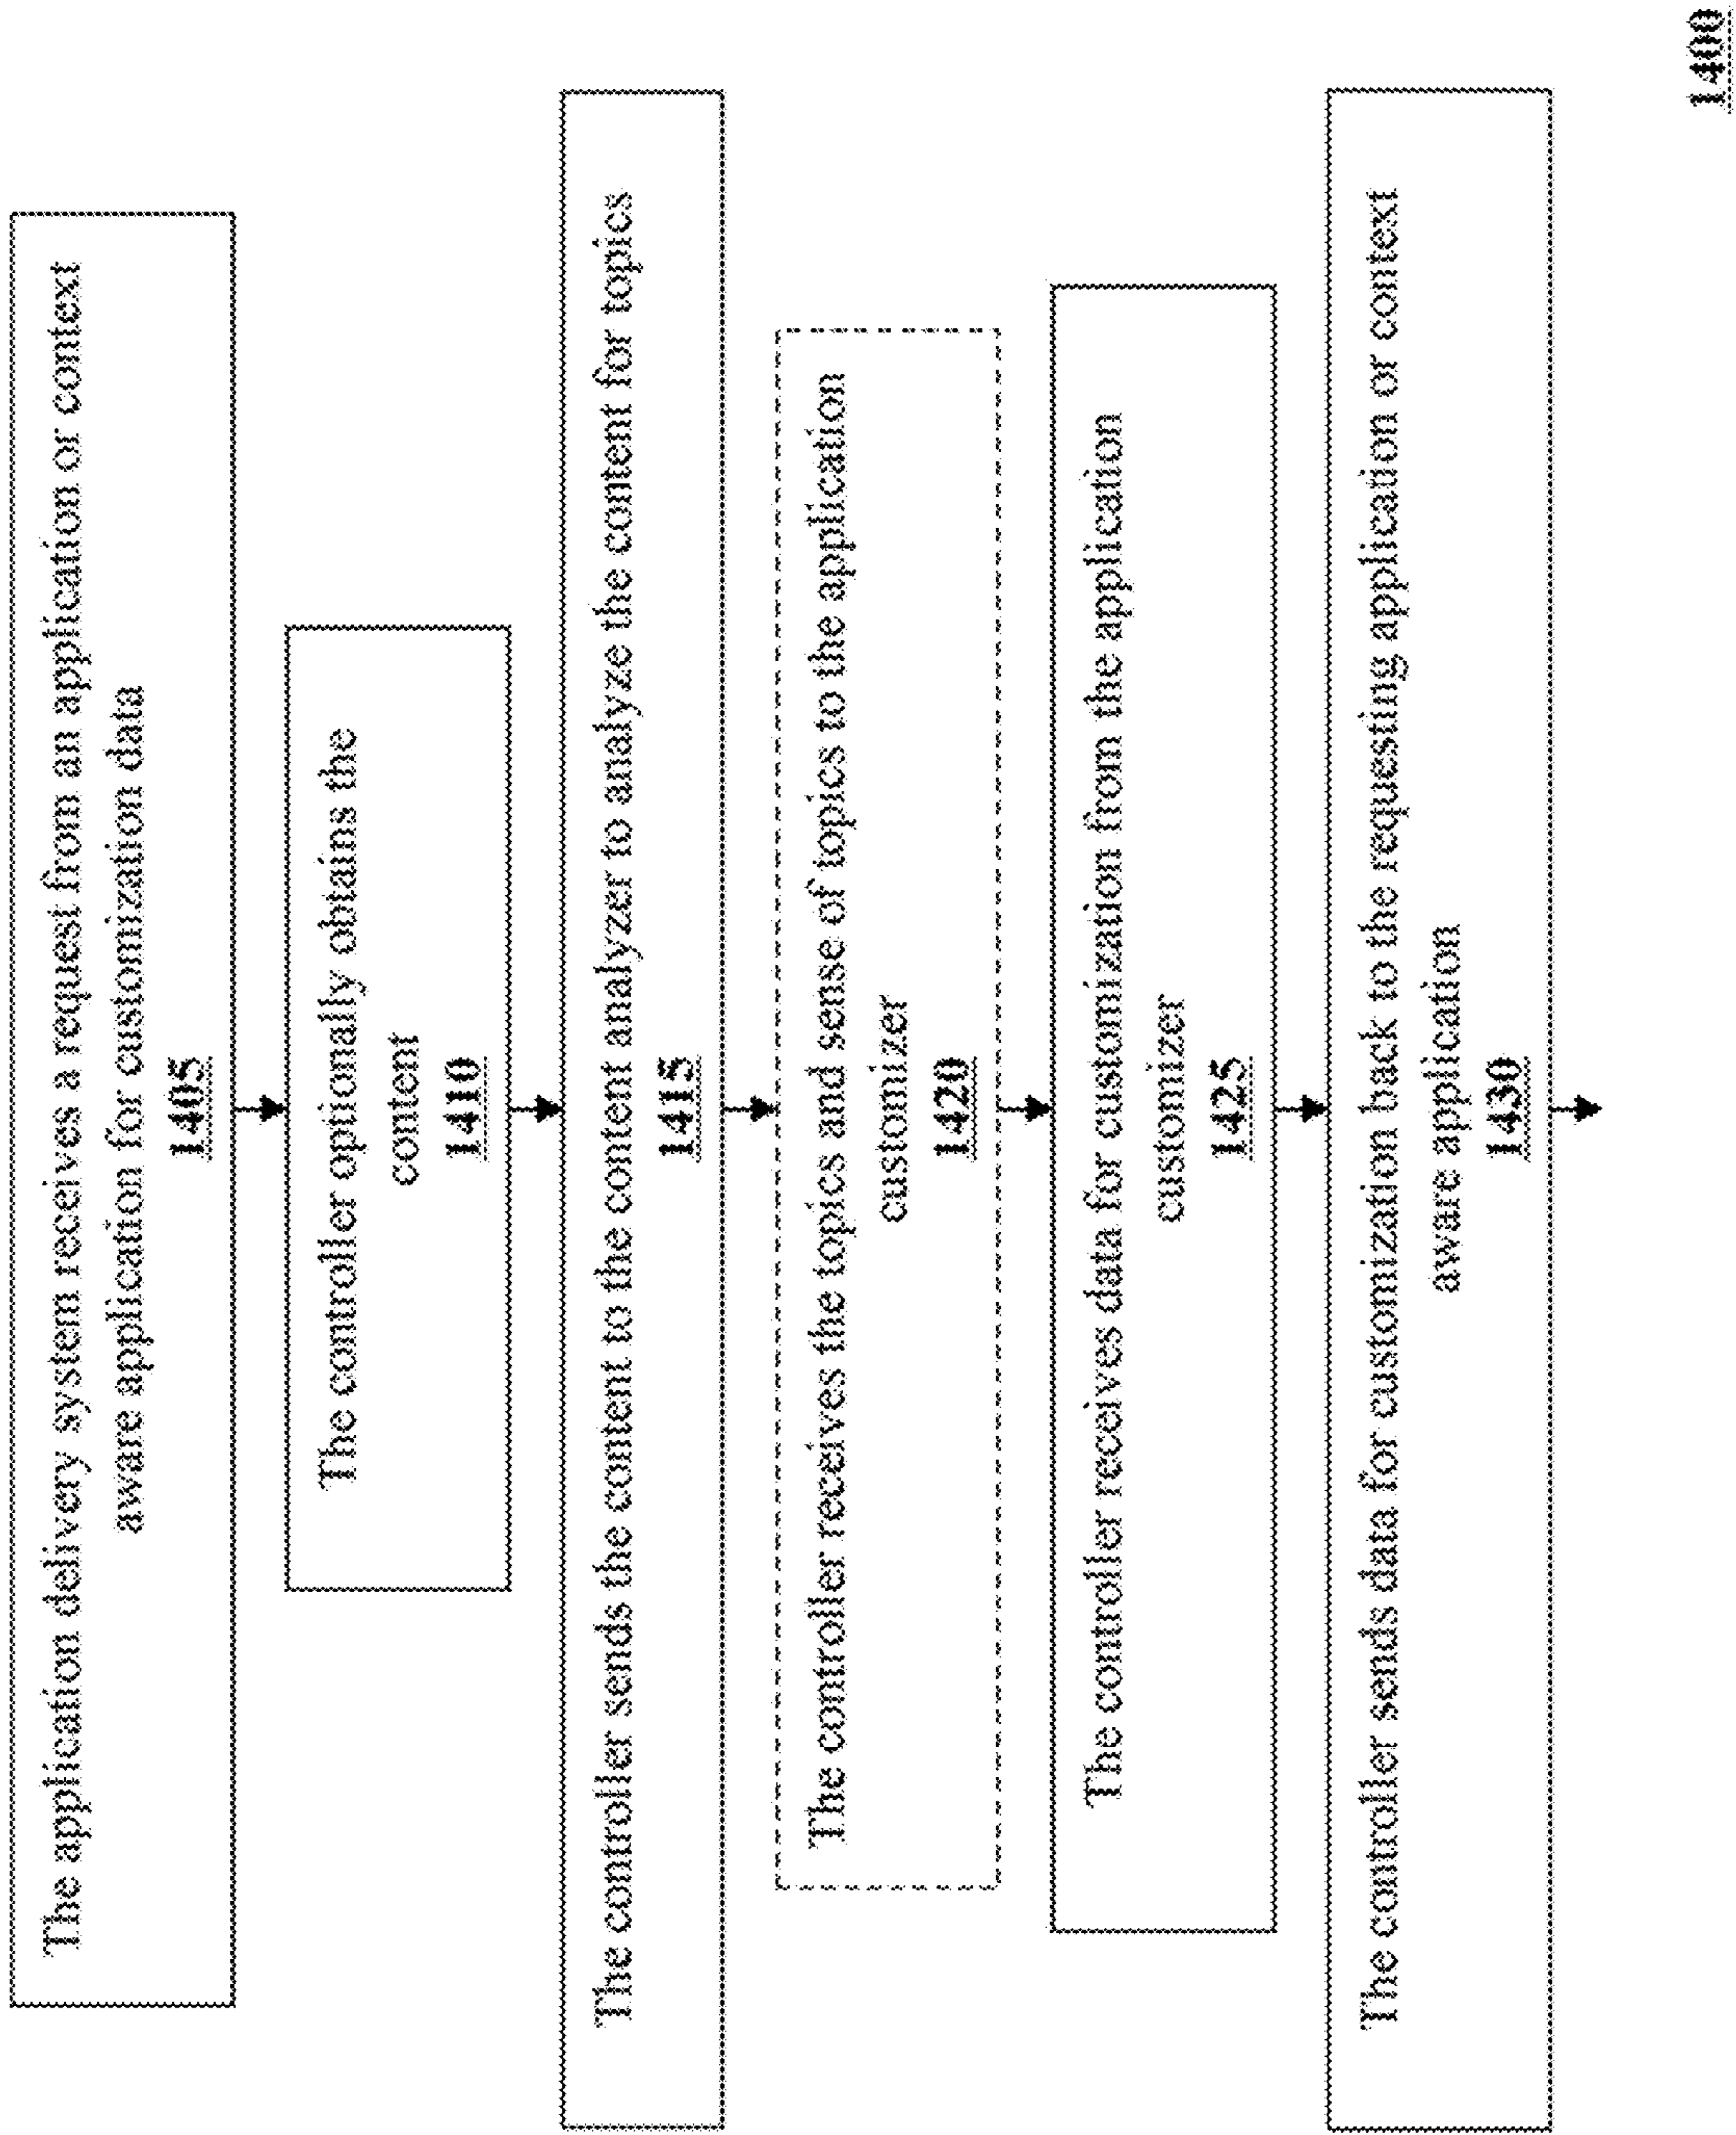 The application delivery system receives a request from an application or context
aware application for customization data
1405
The controller optionally obtains the
content
1410
The controller sends the content to the content analyzer to analyze the content for topics
1415
The controller receives the topics and sense of topics to the application
customizer
1420
The controller receives data for customization from the application
customizer
1425
The controller sends data for customization back to the requesting application or context
aware application
1430
1400